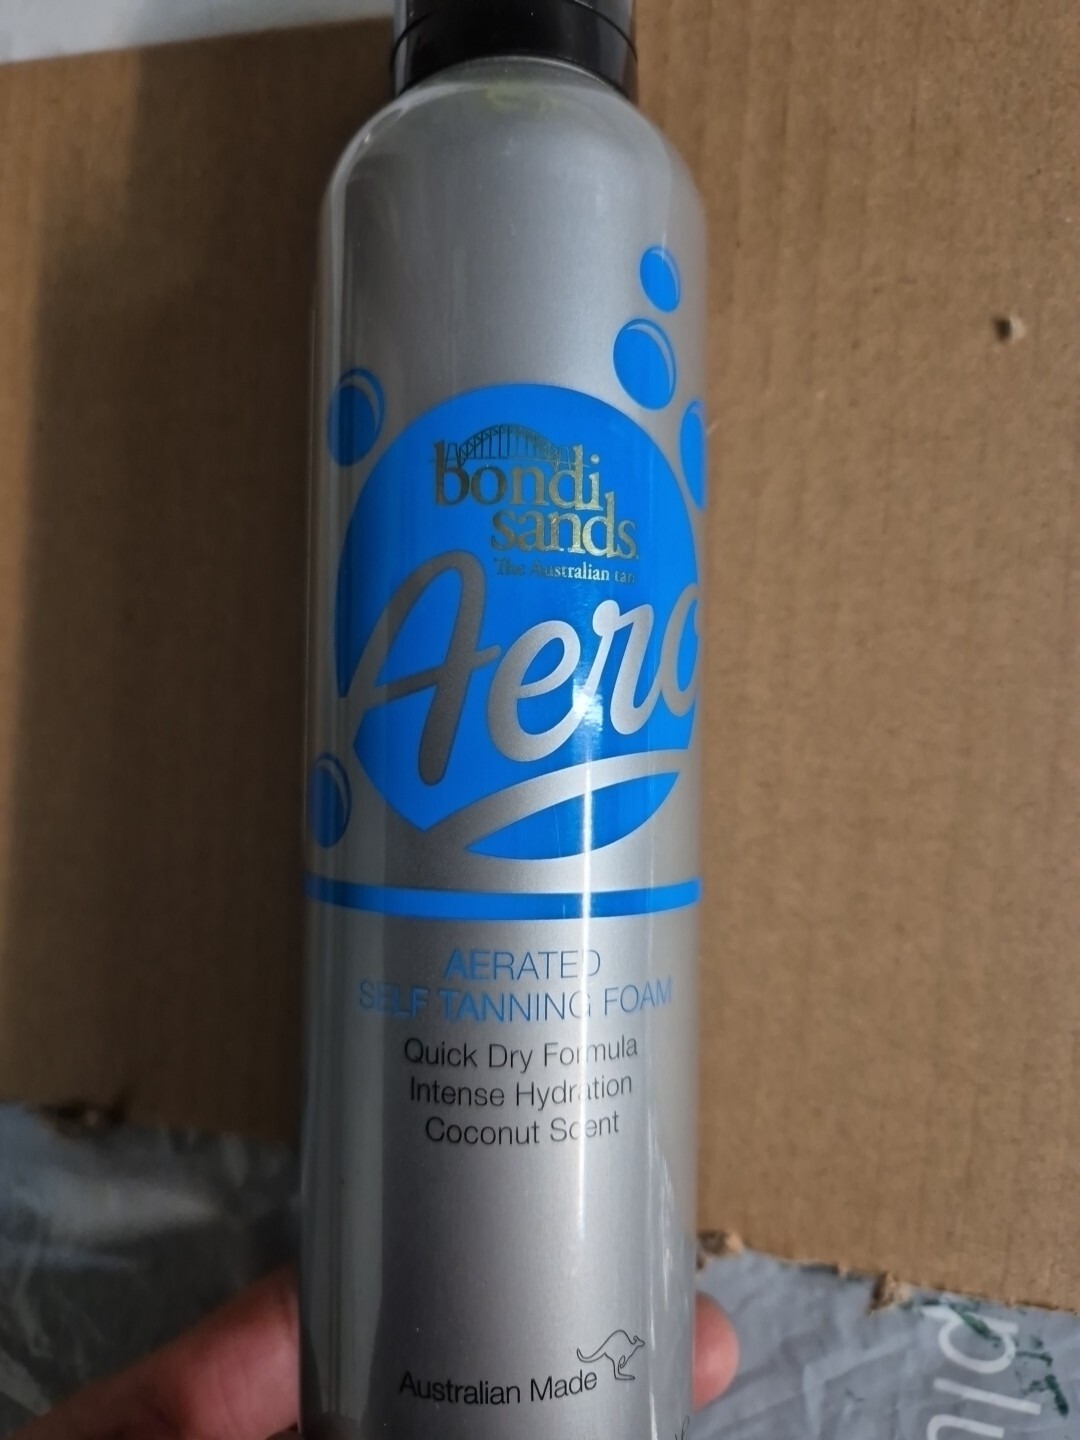 bondi
sands.
The Australian tan
Aero
AERATED
SELF TANNING FOAM
Quick Dry Formula
Intense Hydration
Coconut Scent
Australian Made